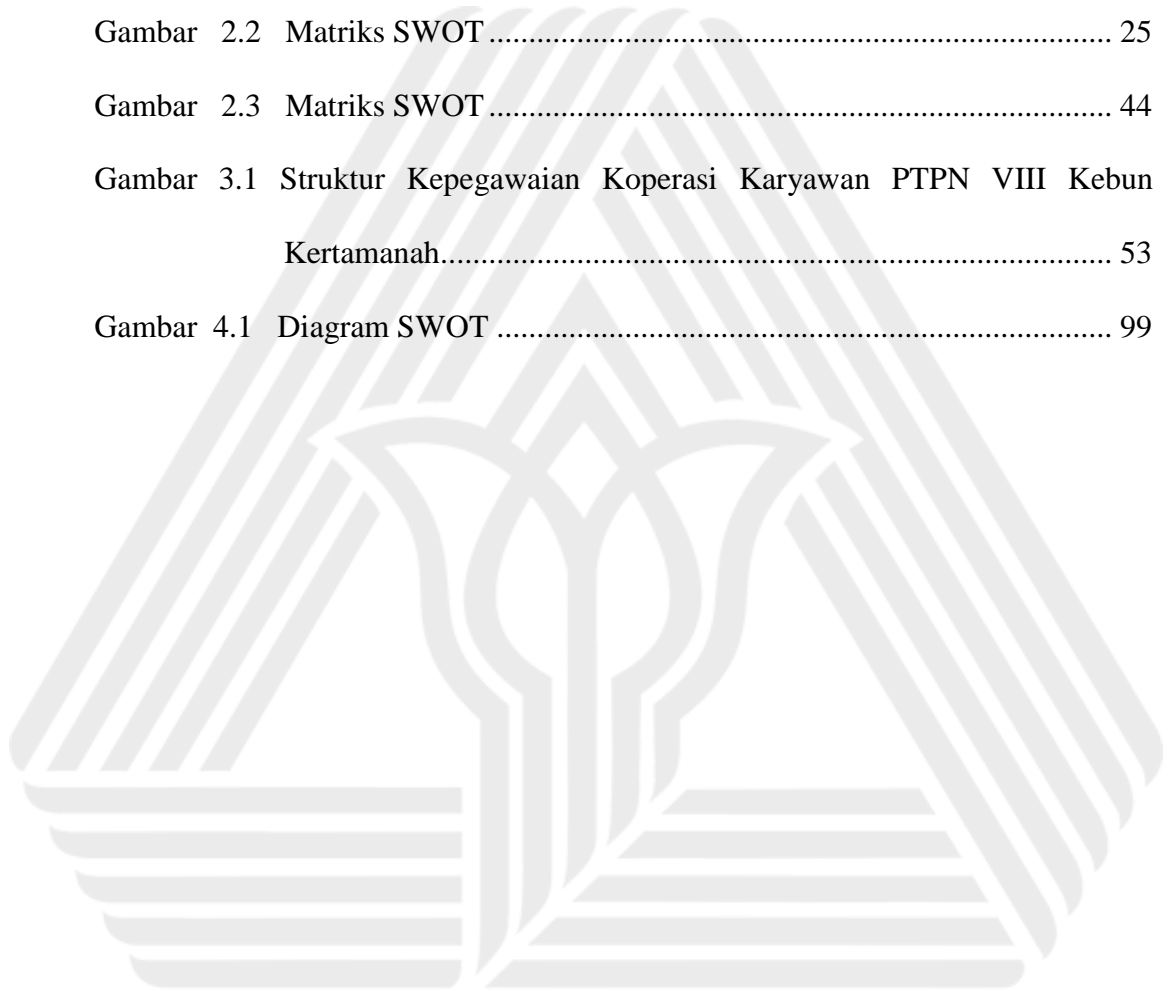 Gambar 2.2 Matriks SWOT ............................................................................ 25
Gambar 2.3 Matriks SWOT ............................................................................ 44
Gambar 3.1 Struktur Kepegawaian Koperasi Karyawan PTPN VIII Kebun
Kertamanah.................................................................................. 53
Gambar 4.1 Diagram SWOT ........................................................................... 99